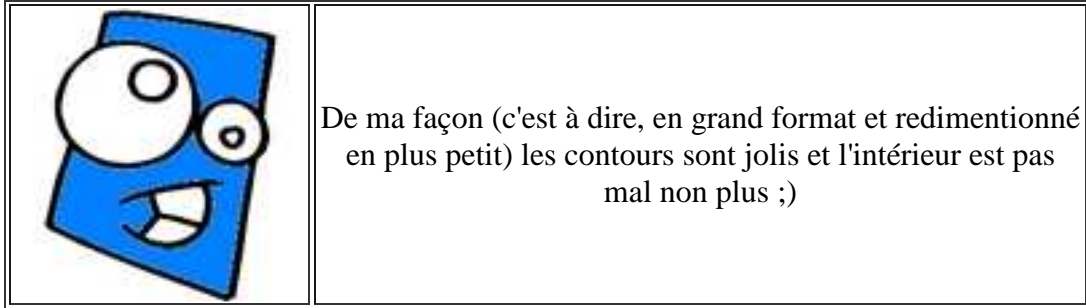 De ma façon (c'est à dire, en grand format et redimentionné
en plus petit) les contours sont jolis et l'intérieur est pas
mal non plus ;)